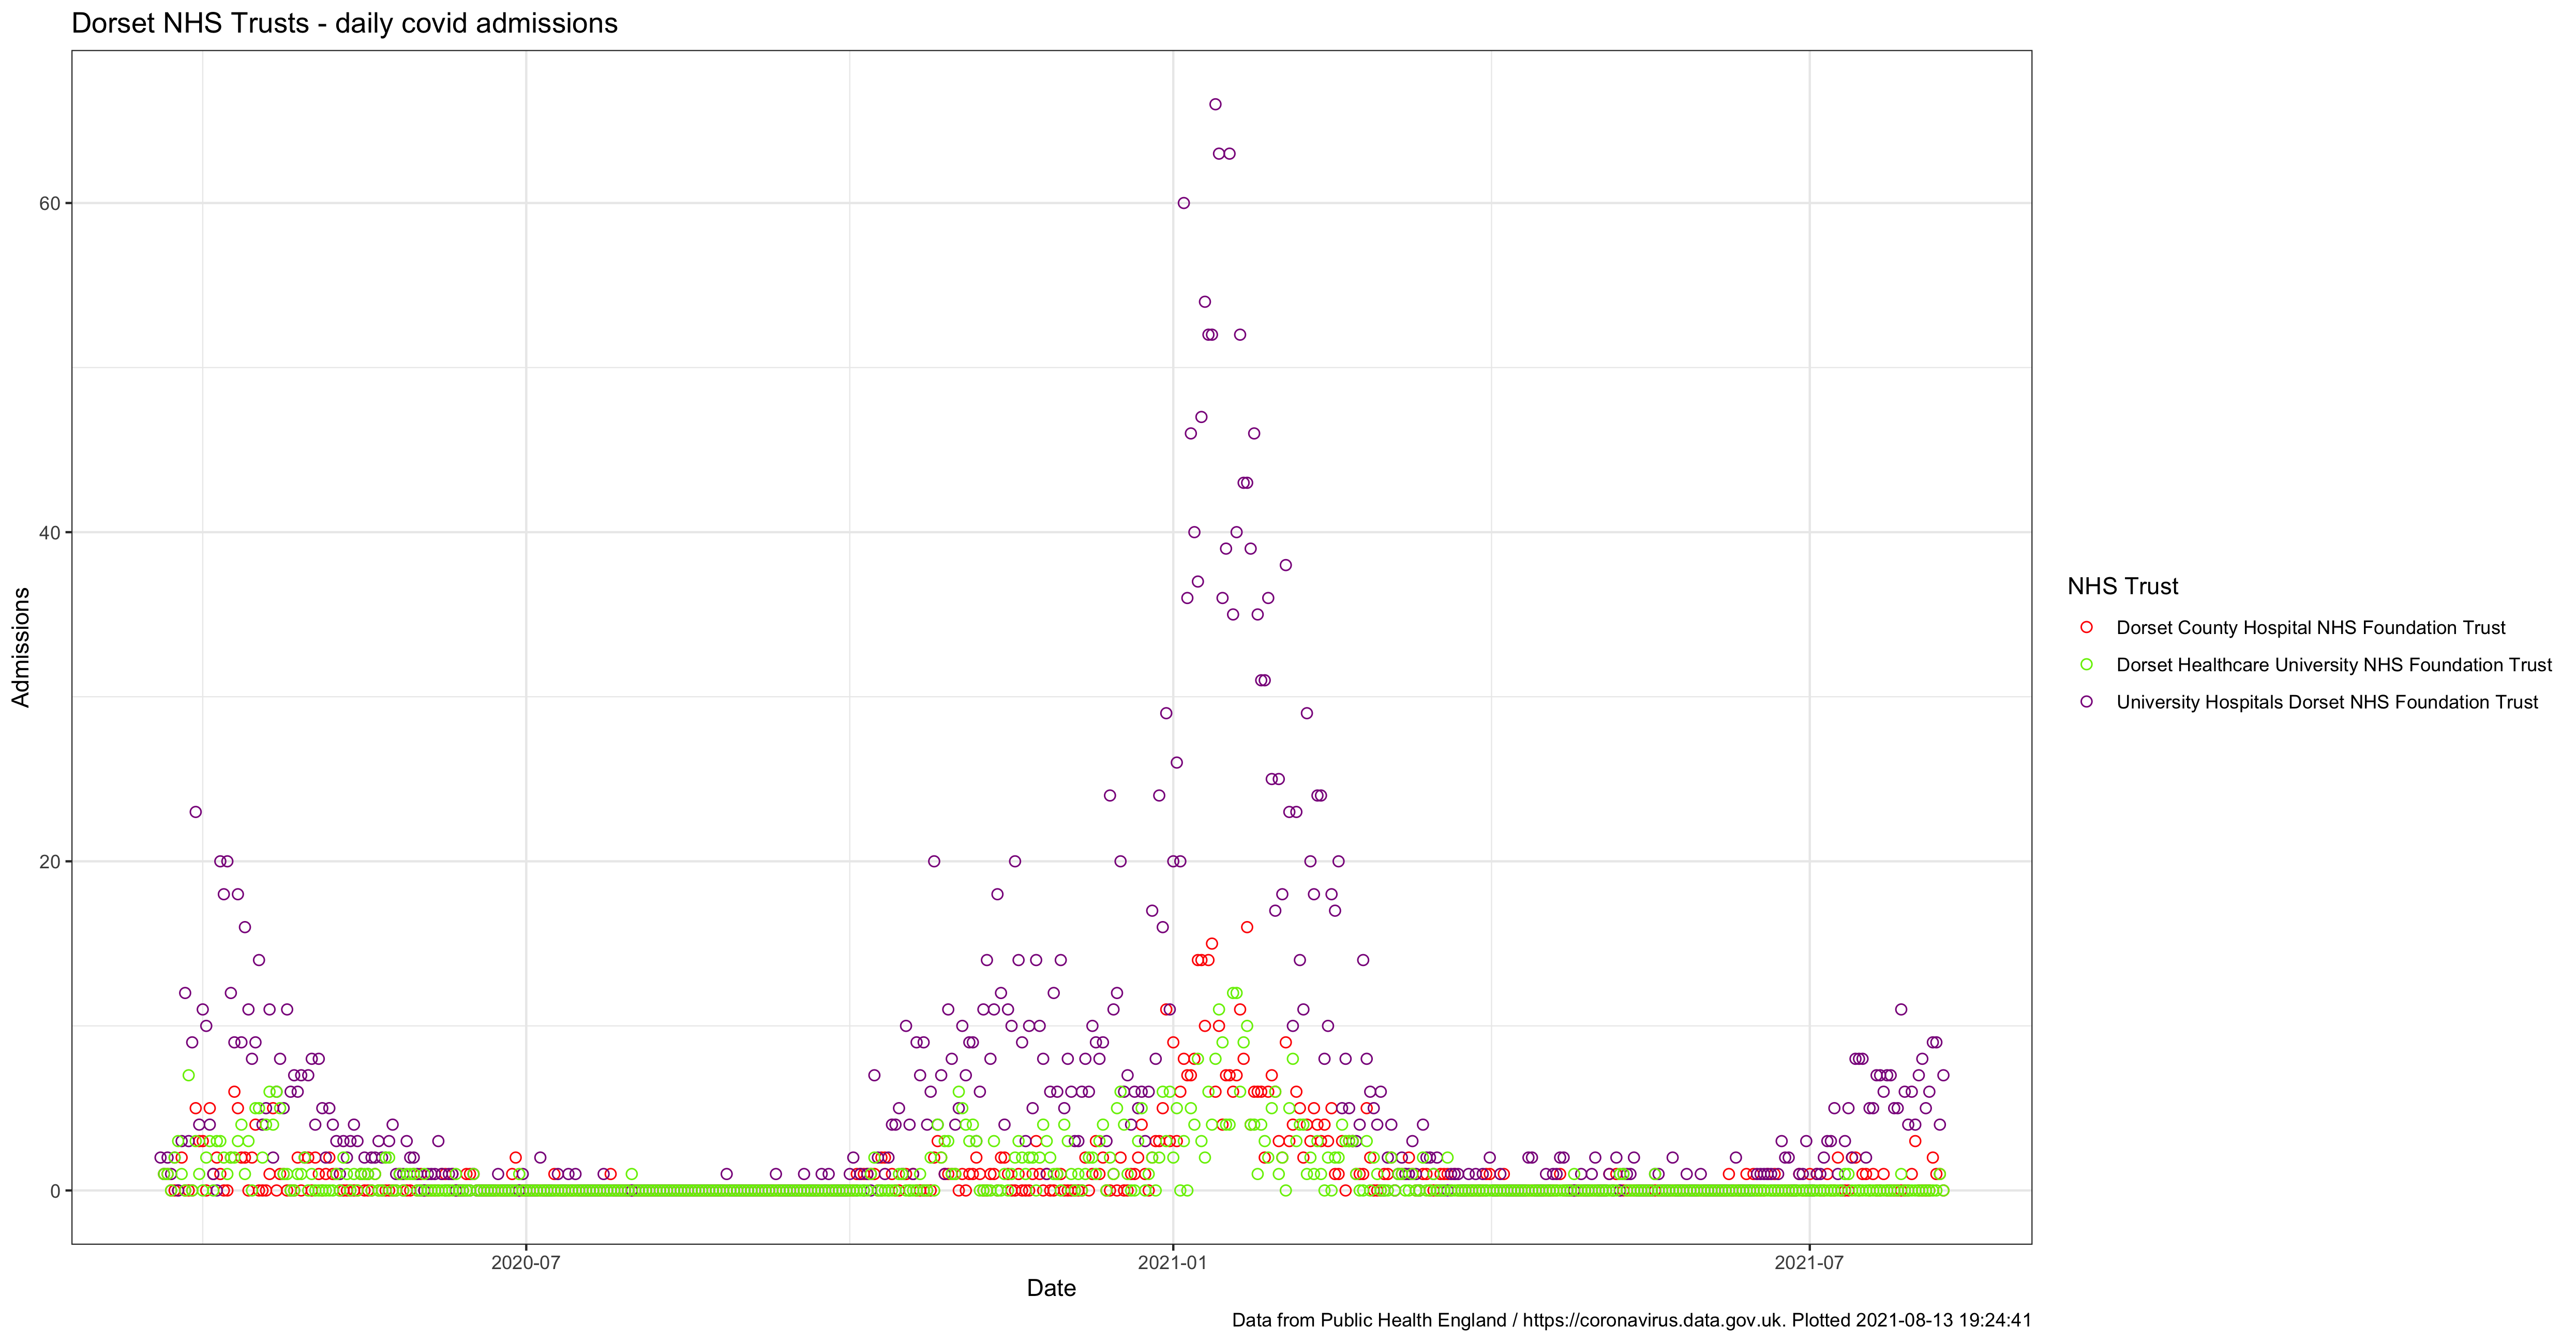 Dorset NHS Trusts - daily covid admissions
60
40
20
0
Admissions
2020-07
2021-01
2021-07
Date
NHS Trust
Dorset County Hospital NHS Foundation Trust
Dorset Healthcare University NHS Foundation Trust
University Hospitals Dorset NHS Foundation Trust
Data from Public Health England / https://coronavirus.data.gov.uk. Plotted 2021-08-13 19:24:41